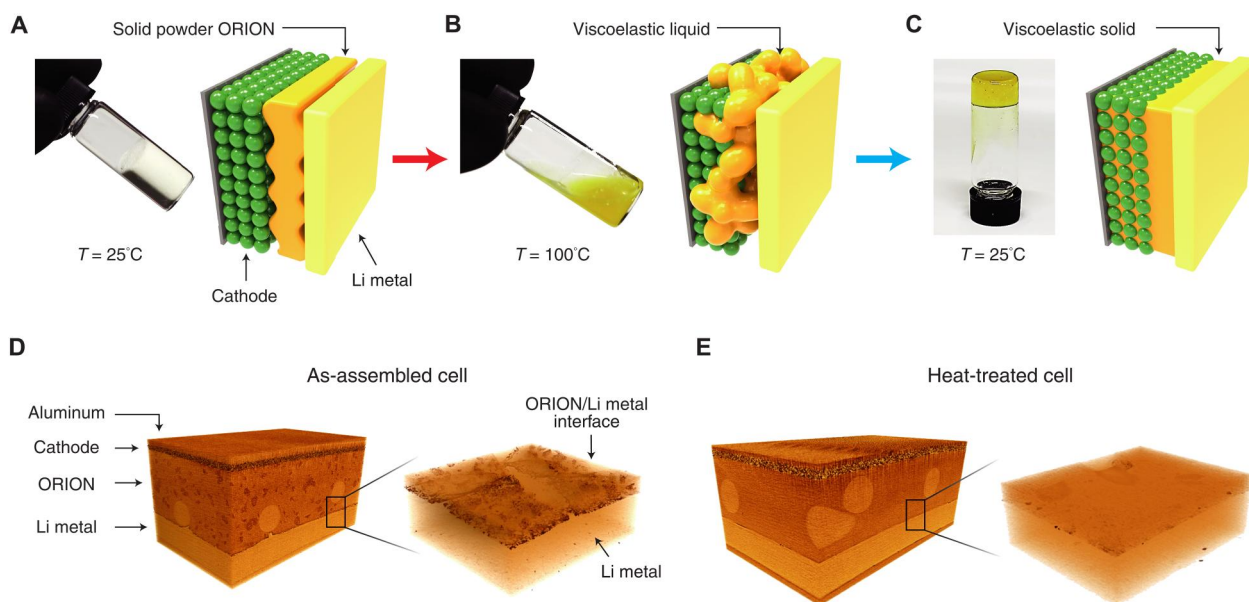 A
Solid powder ORION
T = 25°C
Cathode
Li metal
B
Viscoelastic liquid
T = 100°C
C
Viscoelastic solid
T = 25°C
D
As-assembled cell
Aluminum
Cathode
ORION
Li metal
ORION/Li metal
interface
Li metal
E
Heat-treated cell